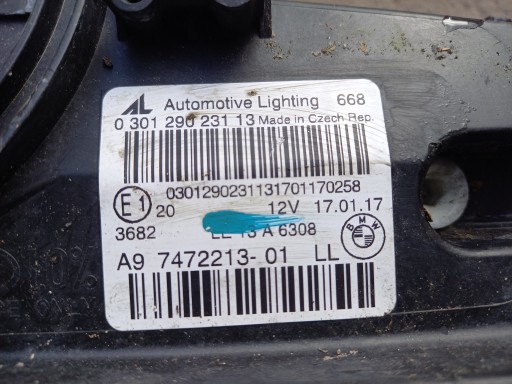 AL Automotive Lighting 668
0 301 290 231 13 Made in Czech Rep.
0301290231131701170258
E1 20 12V 17.01.17
3682 A 6308
BMW
A9 7472213-01 LL